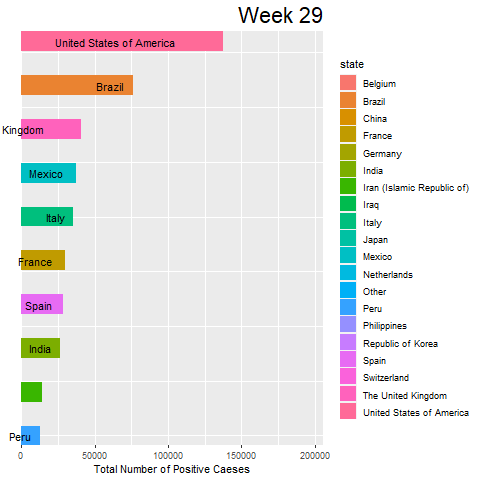 Week 29
United States of America
Brazil
Kingdom
Mexico
Italy
France
Spain
India
Peru
0 50000 100000 150000 200000
Total Number of Positive Caeses
state
Belgium
Brazil
China
France
Germany
India
Iran (Islamic Republic of)
Iraq
Italy
Japan
Mexico
Netherlands
Other
Peru
Philippines
Republic of Korea
Spain
Switzerland
The United Kingdom
United States of America